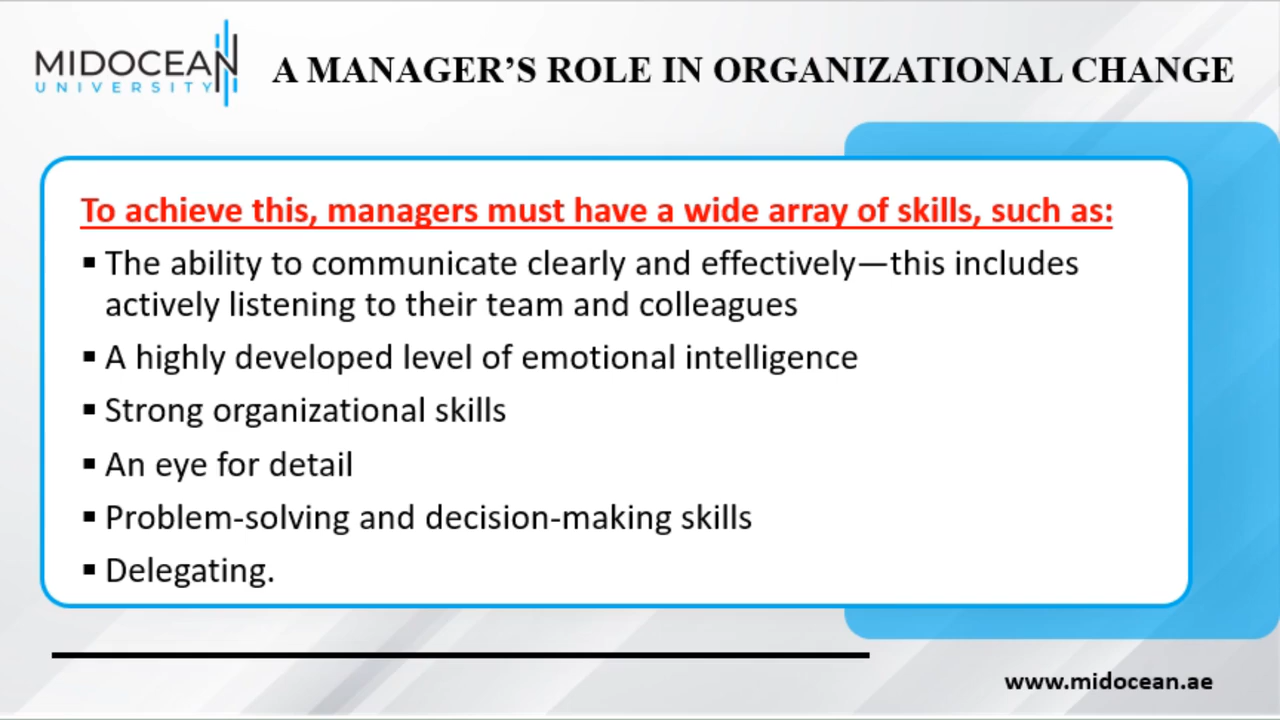 MIDOCEAN
UNIVERSITY
A MANAGER’S ROLE IN ORGANIZATIONAL CHANGE
To achieve this, managers must have a wide array of skills, such as:
▪ The ability to communicate clearly and effectively—this includes
actively listening to their team and colleagues
▪ A highly developed level of emotional intelligence
▪ Strong organizational skills
▪ An eye for detail
▪ Problem-solving and decision-making skills
▪ Delegating.
www.midocean.ae